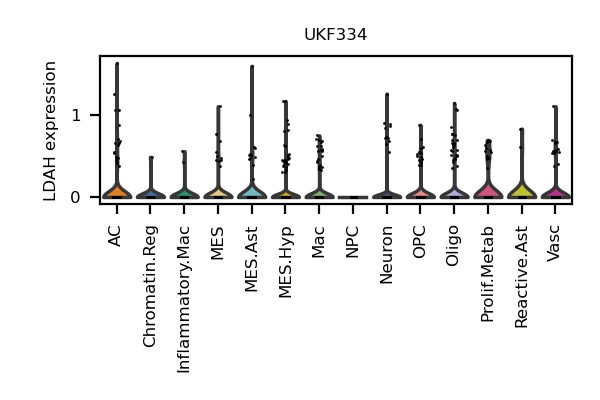 UKF334
LDAH expression
1
0
AC
Chromatin.Reg
Inflammatory.Mac
MES
MES.Ast
MES.Hyp
Mac
NPC
Neuron
OPC
Oligo
Prolif.Metab
Reactive.Ast
Vasc